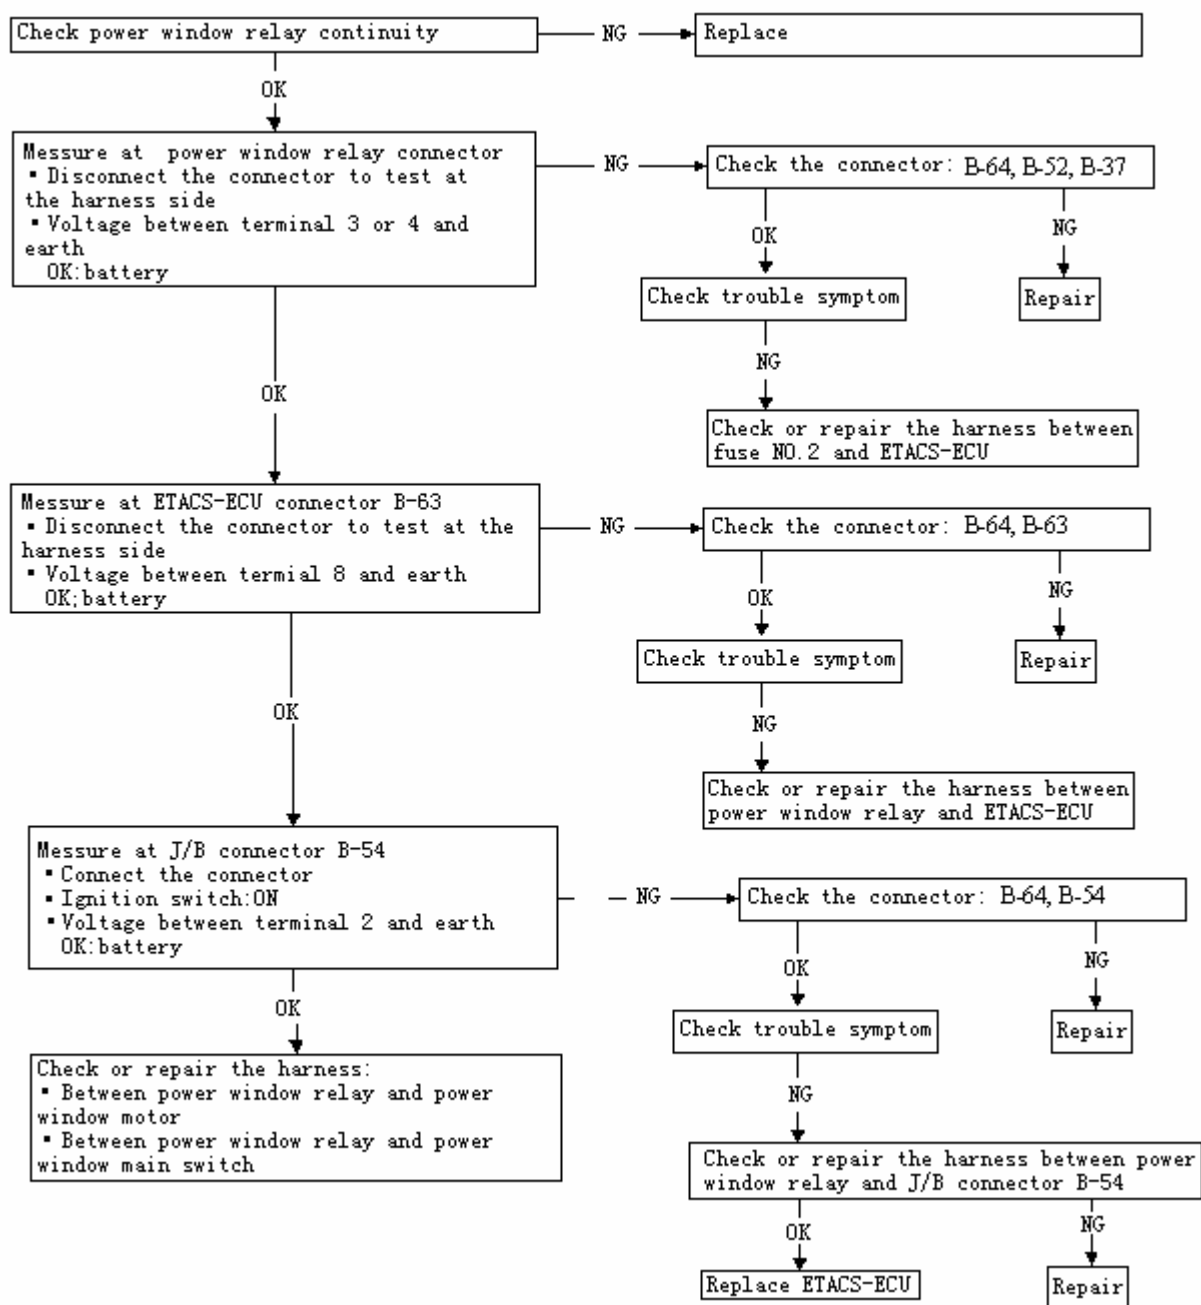 Check power window relay continuity
NG
Replace
OK
Messure at power window relay connector
▪ Disconnect the connector to test at
the harness side
▪ Voltage between terminal 3 or 4 and
earth
OK:battery
NG
Check the connector: B-64, B-52, B-37
OK
NG
Check trouble symptom
Repair
NG
OK
Check or repair the harness between
fuse NO.2 and ETACS-ECU
Messure at ETACS-ECU connector B-63
▪ Disconnect the connector to test at the
harness side
▪ Voltage between termial 8 and earth
OK;battery
NG
Check the connector: B-64, B-63
OK
NG
Check trouble symptom
Repair
OK
NG
Check or repair the harness between
power window relay and ETACS-ECU
Messure at J/B connector B-54
▪ Connect the connector
▪ Ignition switch:ON
▪ Voltage between terminal 2 and earth
OK:battery
NG
Check the connector: B-64, B-54
OK
NG
OK
Check trouble symptom
Repair
Check or repair the harness:
▪ Between power window relay and power
window motor
▪ Between power window relay and power
window main switch
NG
Check or repair the harness between power
window relay and J/B connector B-54
OK
NG
Replace ETACS-ECU
Repair